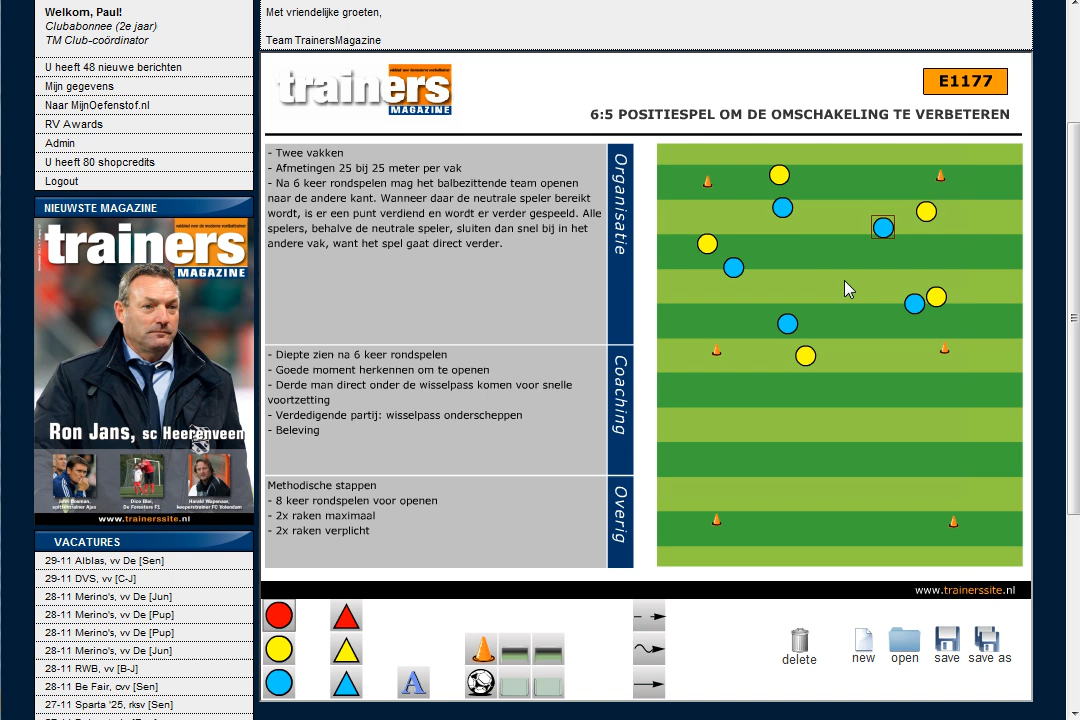 Welkom, Paul!
Clubabonnee (2e jaar)
TM Club-coördinator
U heeft 48 nieuwe berichten
Mijn gegevens
Naar MijnOefenstof.nl
RV Awards
Admin
U heeft 80 shopcredits
Logout
NIEUWSTE MAGAZINE
trainers
MAGAZINE
Ron Jans, sc Heerenveen
www.trainerssite.nl
VACATURES
29-11 Alblas, vv De [Sen]
29-11 DVS, vv [C-J]
28-11 Merino's, vv De [Jun]
28-11 Merino's, vv De [Pup]
28-11 Merino's, vv De [Pup]
28-11 Merino's, vv De [Jun]
28-11 RWB, vv [B-J]
28-11 Be Fair, cvv [Sen]
27-11 Sparta '25, rksv [Sen]
Met vriendelijke groeten,
Team TrainersMagazine
trainers
MAGAZINE
E1177
6:5 POSITIESPEL OM DE OMSCHAKELING TE VERBETEREN
- Twee vakken
- Afmetingen 25 bij 25 meter per vak
- Na 6 keer rondspelen mag het balbezittende team openen
naar de andere kant. Wanneer daar de neutrale speler bereikt
wordt, is er een punt verdiend en wordt er verder gespeeld. Alle
spelers, behalve de neutrale speler, sluiten dan snel bij in het
andere vak, want het spel gaat direct verder.
Organisatie
- Diepte zien na 6 keer rondspelen
- Goede moment herkennen om te openen
- Derde man direct onder de wisselpass komen voor snelle
voortzetting
- Verdedigende partij: wisselpass onderscheppen
- Beleving
Coaching
Methodische stappen
- 8 keer rondspelen voor openen
- 2x raken maximaal
- 2x raken verplicht
Overig
www.trainerssite.nl
A
delete
new
open
save
save as